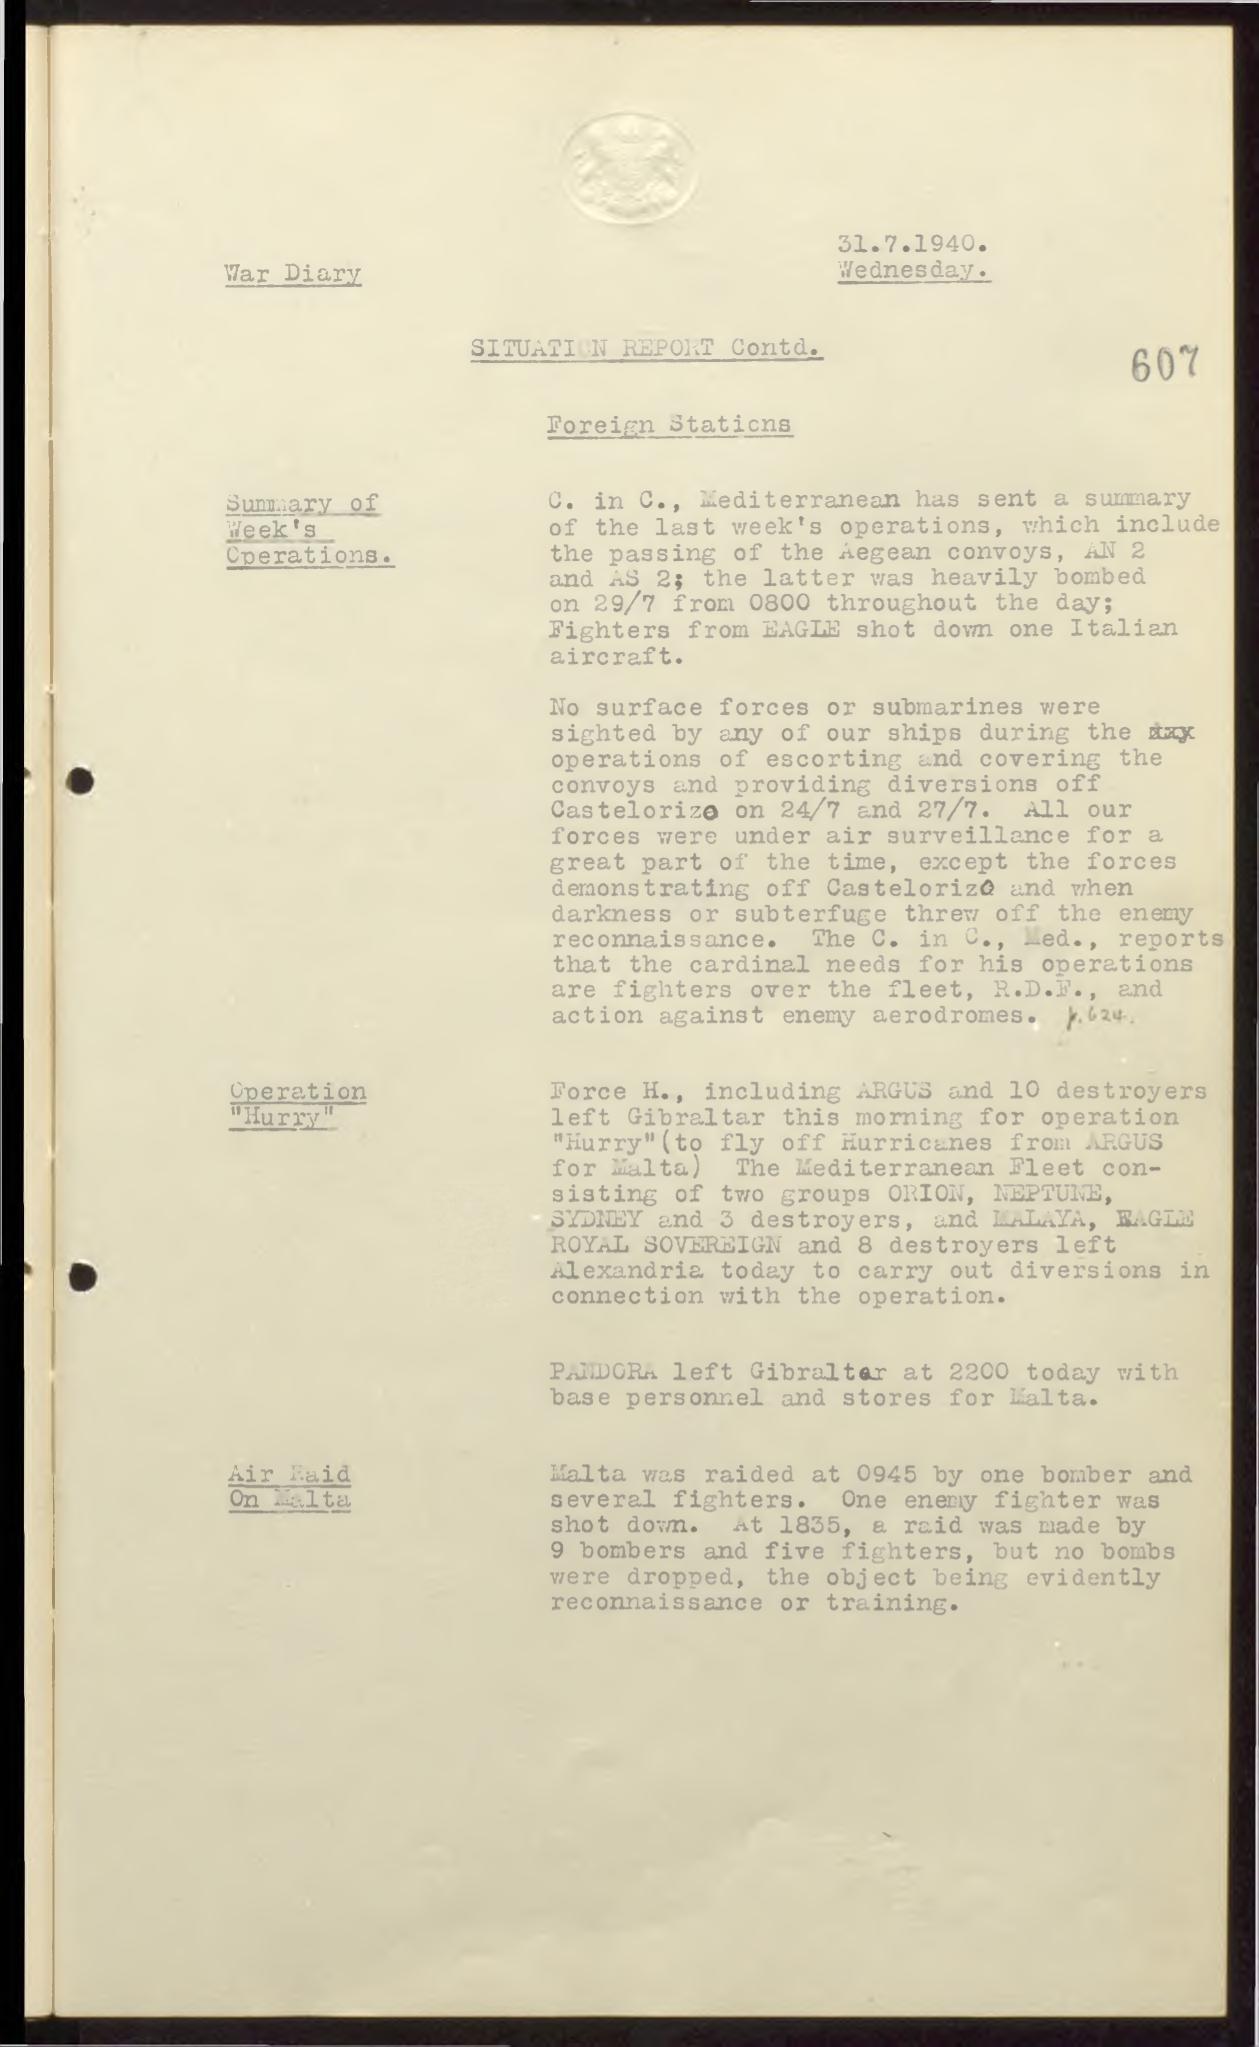 31.7.1940.
War Diary
Wednesday.
SITUATION REPORT Contd.
607
Foreign Stations
Summary of
Week's
Operations.
C. in C., Mediterranean has sent a summary
of the last week's operations, which include
the passing of the Aegean convoys, AN 2
and AS 2; the latter was heavily bombed
on 29/7 from 0800 throughout the day;
Fighters from EAGLE shot down one Italian
aircraft.
No surface forces or submarines were
sighted by any of our ships during the day
operations of escorting and covering the
convoys and providing diversions off
Castelorizo on 24/7 and 27/7. All our
forces were under air surveillance for a
great part of the time, except the forces
demonstrating off Castelorizo and when
darkness or subterfuge threw off the enemy
reconnaissance. The C. in C., Med., reports
that the cardinal needs for his operations
are fighters over the fleet, R.D.F., and
action against enemy aerodromes. p.624.
Operation
"Hurry"
Force H., including ARGUS and 10 destroyers
left Gibraltar this morning for operation
"Hurry"(to fly off Hurricanes from ARGUS
for Malta) The Mediterranean Fleet con-
sisting of two groups ORION, NEPTUNE,
SYDNEY and 3 destroyers, and MALAYA, EAGLE
ROYAL SOVEREIGN and 8 destroyers left
Alexandria today to carry out diversions in
connection with the operation.
PANDORA left Gibraltar at 2200 today with
base personnel and stores for Malta.
Air Raid
On Malta
Malta was raided at 0945 by one bomber and
several fighters. One enemy fighter was
shot down. At 1835, a raid was made by
9 bombers and five fighters, but no bombs
were dropped, the object being evidently
reconnaissance or training.